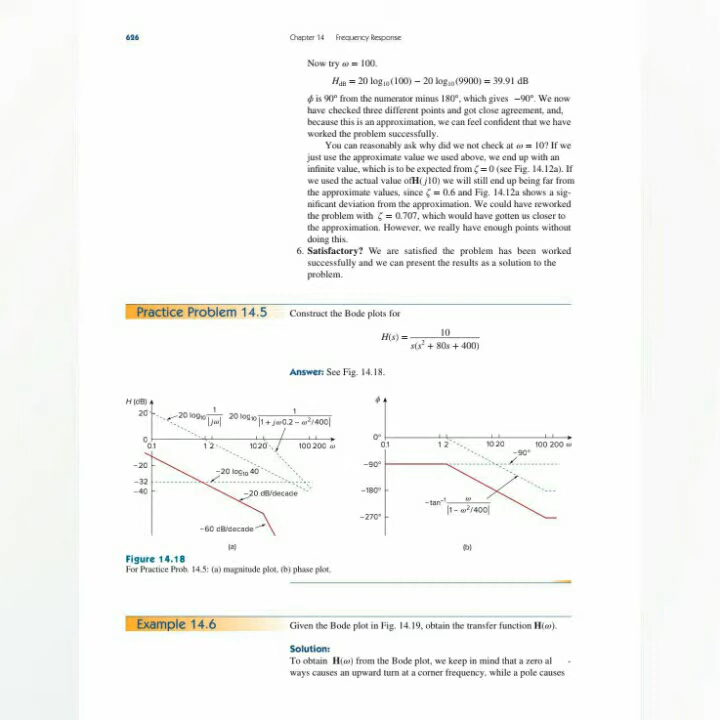 626
Chapter 14 Frequency Response
Now try ω = 100.
HdB = 20 log10 (100) − 20 log10 (9900) = 39.91 dB
ϕ is 90° from the numerator minus 180°, which gives −90°. We now
have checked three different points and got close agreement, and,
because this is an approximation, we can feel confident that we have
worked the problem successfully.
You can reasonably ask why did we not check at ω = 10? If we
just use the approximate value we used above, we end up with an
infinite value, which is to be expected from ζ = 0 (see Fig. 14.12a). If
we used the actual value ofH( j10) we will still end up being far from
the approximate values, since ζ = 0.6 and Fig. 14.12a shows a sig-
nificant deviation from the approximation. We could have reworked
the problem with ζ = 0.707, which would have gotten us closer to
the approximation. However, we really have enough points without
doing this.
6. Satisfactory? We are satisfied the problem has been worked
successfully and we can present the results as a solution to the
problem.
Practice Problem 14.5
Construct the Bode plots for
H(s) = 10 / s(s² + 80s + 400)
Answer: See Fig. 14.18.
H (dB)
20
20 log10 1/|jω|
20 log10 1/|1 + jω0.2 − ω²/400|
0
0.1 1 2 10 20 100 200 ω
−20
−20 log10 40
−32
−40
−20 dB/decade
−60 dB/decade
(a)
ϕ
0°
0.1 1 2 10 20 100 200 ω
−90°
−90°
−180°
−tan⁻¹ ω/|1 − ω²/400|
−270°
(b)
Figure 14.18
For Practice Prob. 14.5: (a) magnitude plot, (b) phase plot.
Example 14.6
Given the Bode plot in Fig. 14.19, obtain the transfer function H(ω).
Solution:
To obtain H(ω) from the Bode plot, we keep in mind that a zero al -
ways causes an upward turn at a corner frequency, while a pole causes